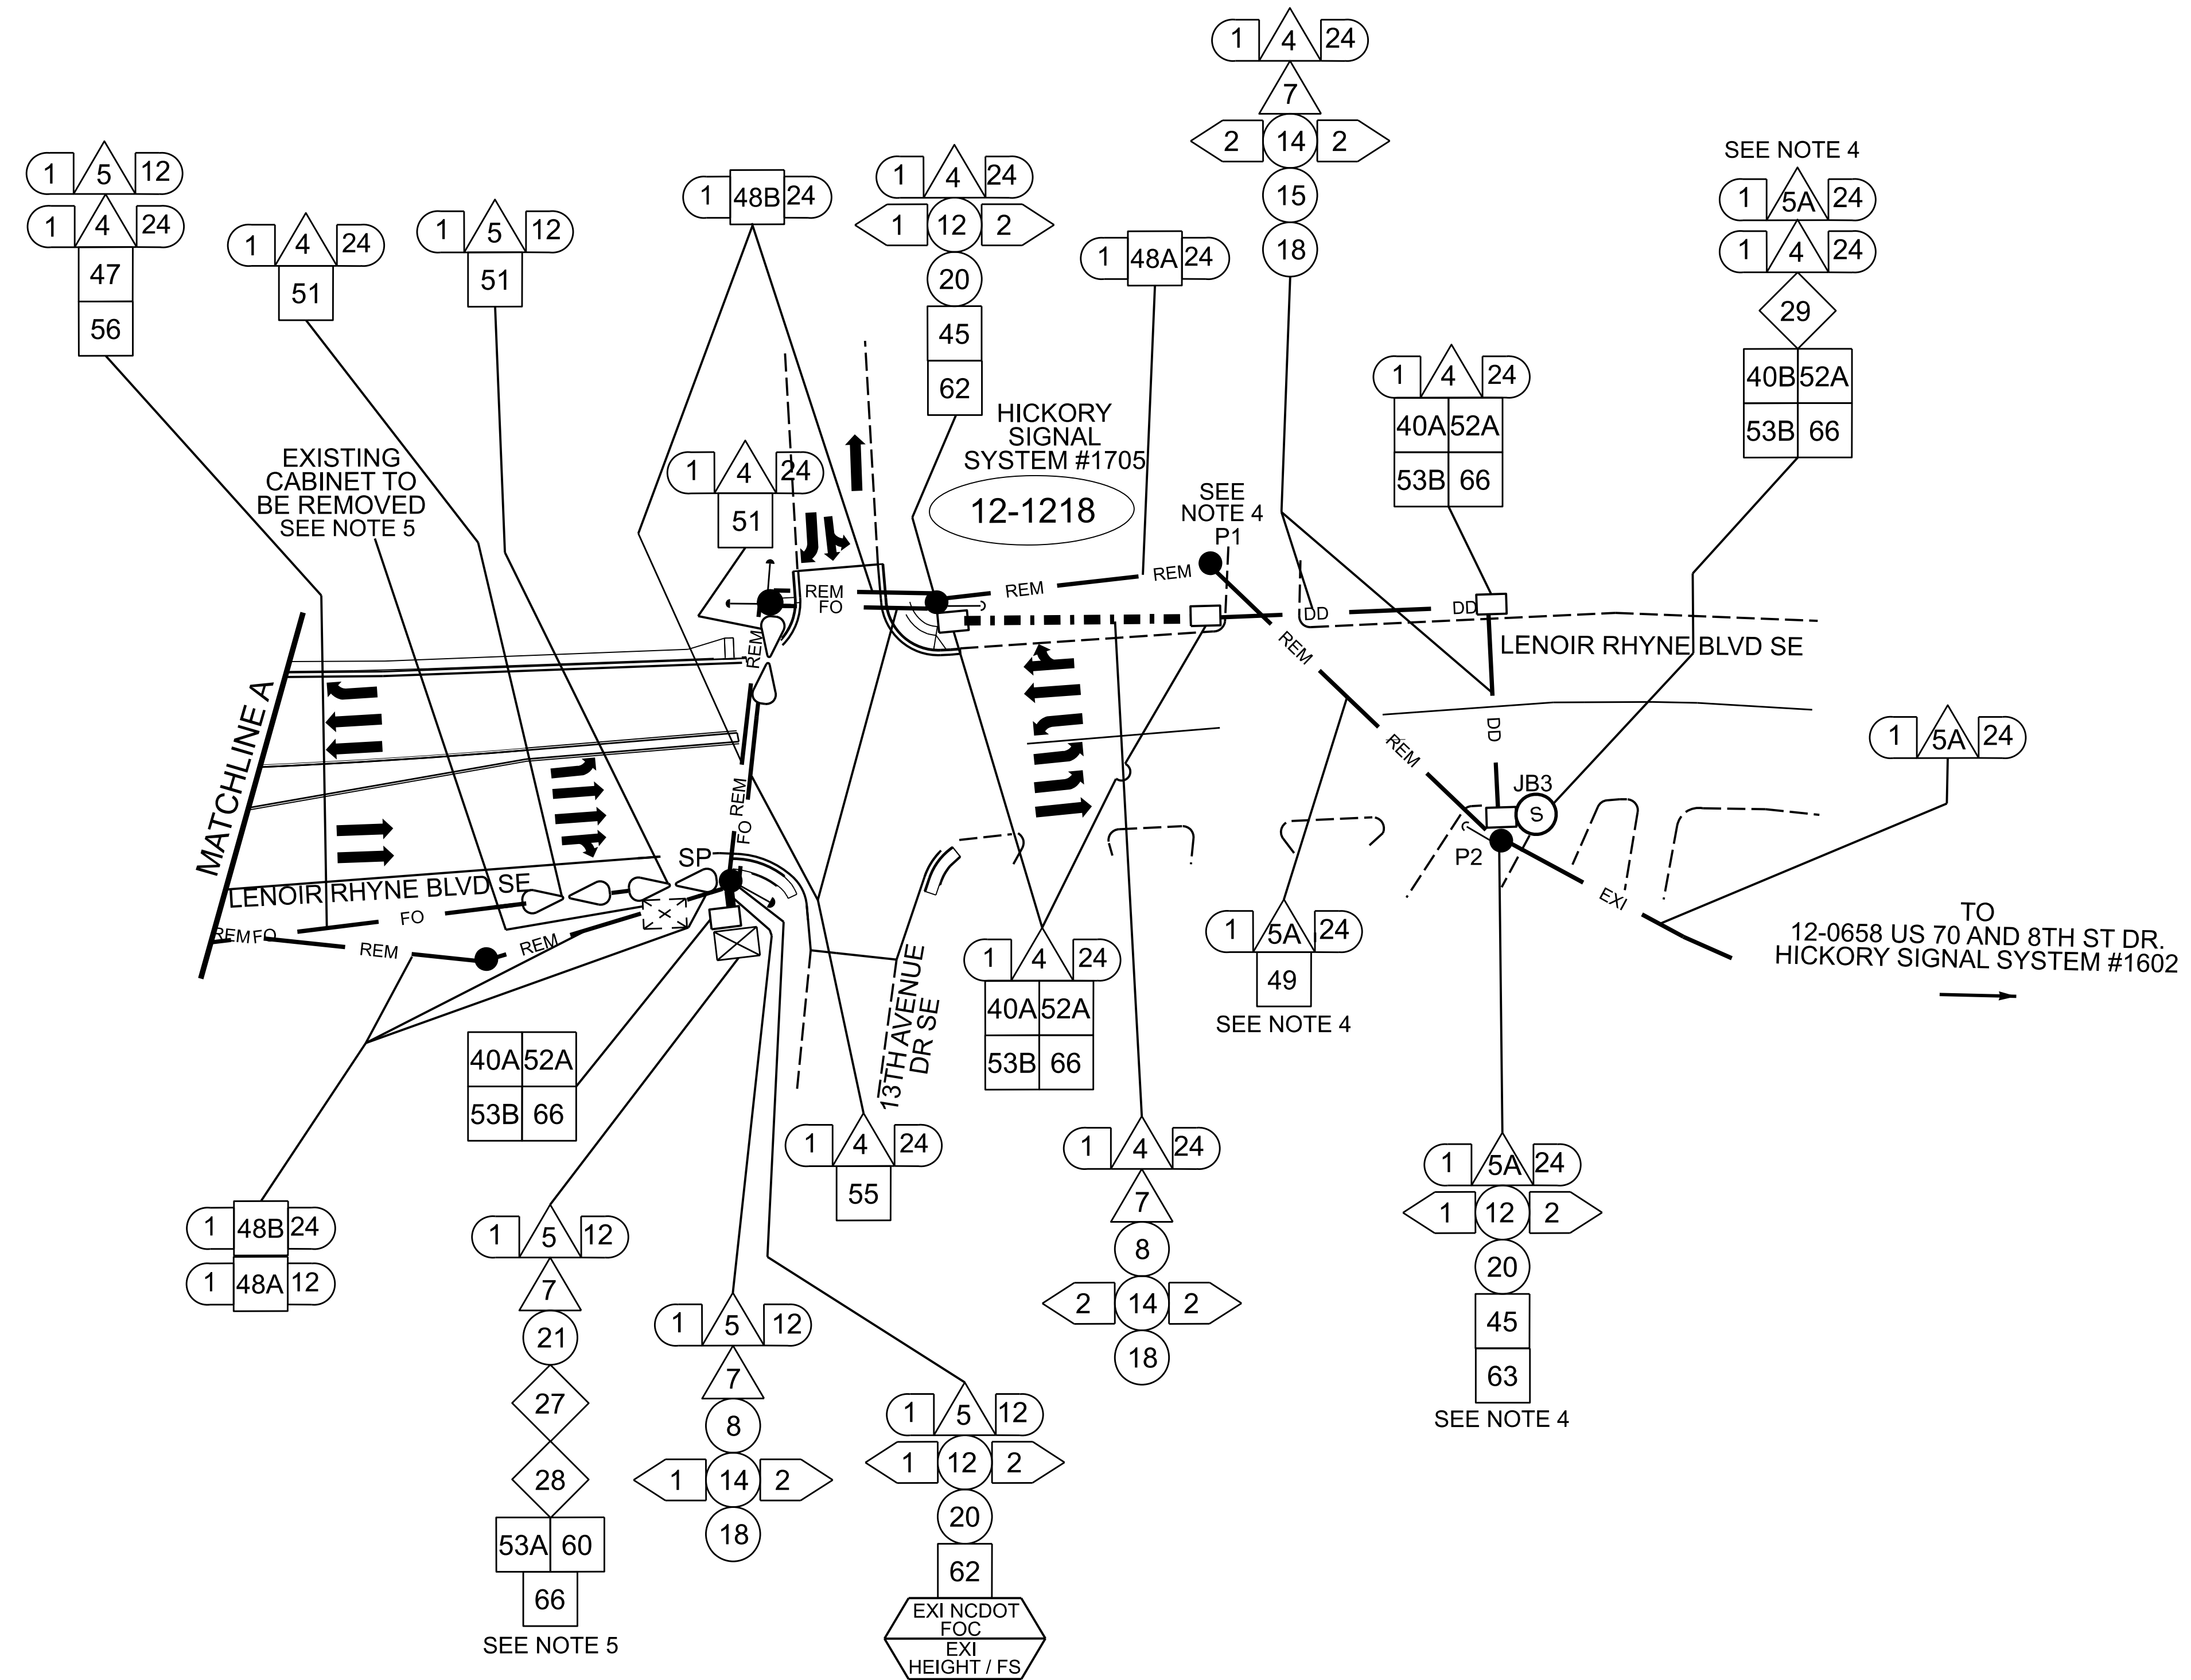 1 4 24
7
2 14 2
15
18
1 5 12
1 4 24
47
56
1 4 24
51
1 5 12
51
1 48B 24
1 4 24
1 12 2
20
45
62
1 48A 24
SEE NOTE 4
1 5A 24
1 4 24
29
40B 52A
53B 66
1 4 24
40A 52A
53B 66
EXISTING
CABINET TO
BE REMOVED
SEE NOTE 5
1 4 24
51
HICKORY
SIGNAL
SYSTEM #1705
12-1218
SEE
NOTE 4
P1
REM
FO
REM
REM
DD
DD
REM
REM
LENOIR RHYNE BLVD SE
REM
DD
MATCHLINE A
1 5A 24
REM
FO
JB3
S
P2
EXI
SP
LENOIR RHYNE BLVD SE
FO
REM
FO
REM
REM
X
TO
12-0658 US 70 AND 8TH ST DR.
HICKORY SIGNAL SYSTEM #1602
13TH AVENUE
DR SE
1 4 24
40A 52A
53B 66
1 5A 24
49
SEE NOTE 4
40A 52A
53B 66
1 4 24
55
1 4 24
7
8
2 14 2
18
1 5A 24
1 12 2
20
45
63
SEE NOTE 4
1 48B 24
1 48A 12
1 5 12
7
21
27
28
53A 60
66
SEE NOTE 5
1 5 12
7
8
1 14 2
18
1 5 12
1 12 2
20
62
EXI NCDOT
FOC
EXI
HEIGHT / FS